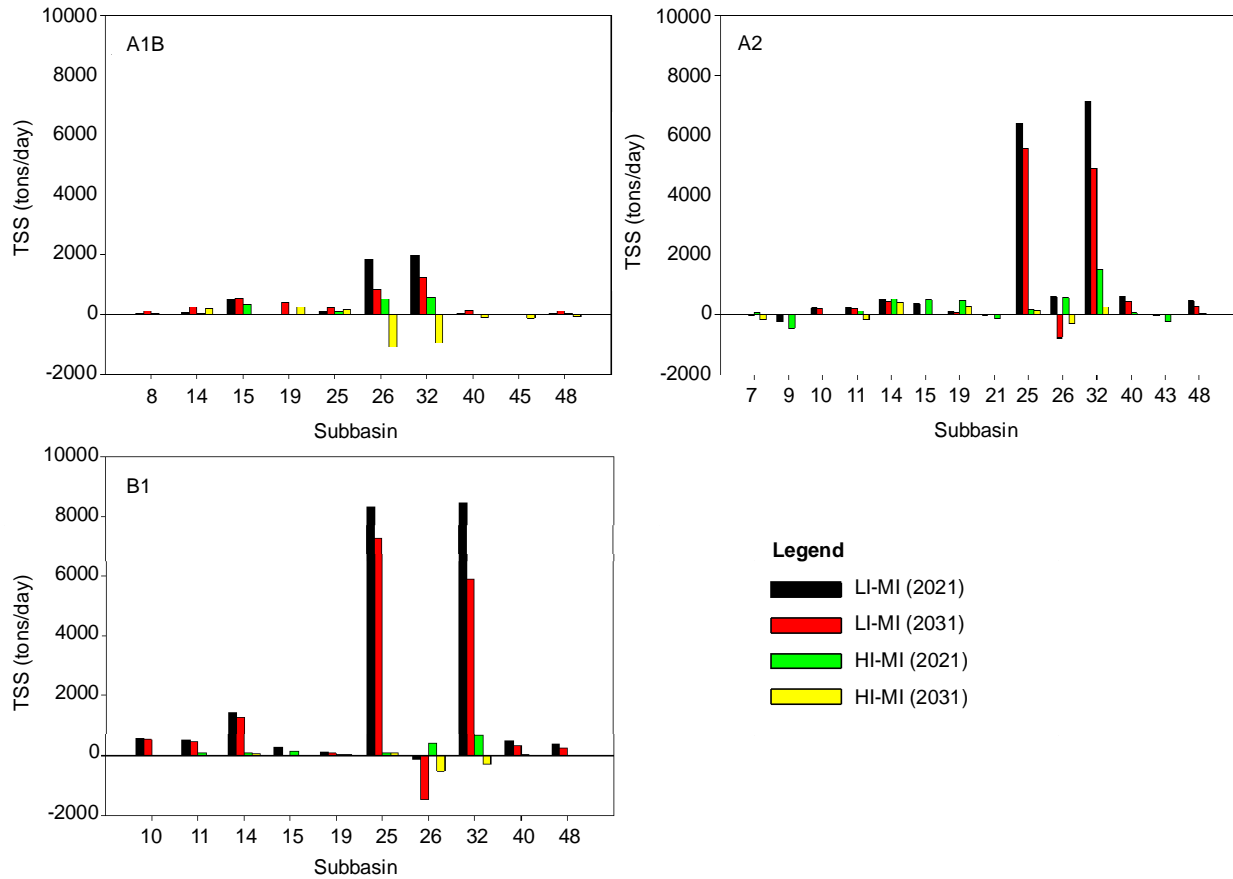 A1B
TSS (tons/day)
10000
8000
6000
4000
2000
0
-2000
8 14 15 19 25 26 32 40 45 48
Subbasin
A2
TSS (tons/day)
10000
8000
6000
4000
2000
0
-2000
7 9 10 11 14 15 19 21 25 26 32 40 43 48
Subbasin
B1
TSS (tons/day)
10000
8000
6000
4000
2000
0
-2000
10 11 14 15 19 25 26 32 40 48
Subbasin
Legend
LI-MI (2021)
LI-MI (2031)
HI-MI (2021)
HI-MI (2031)